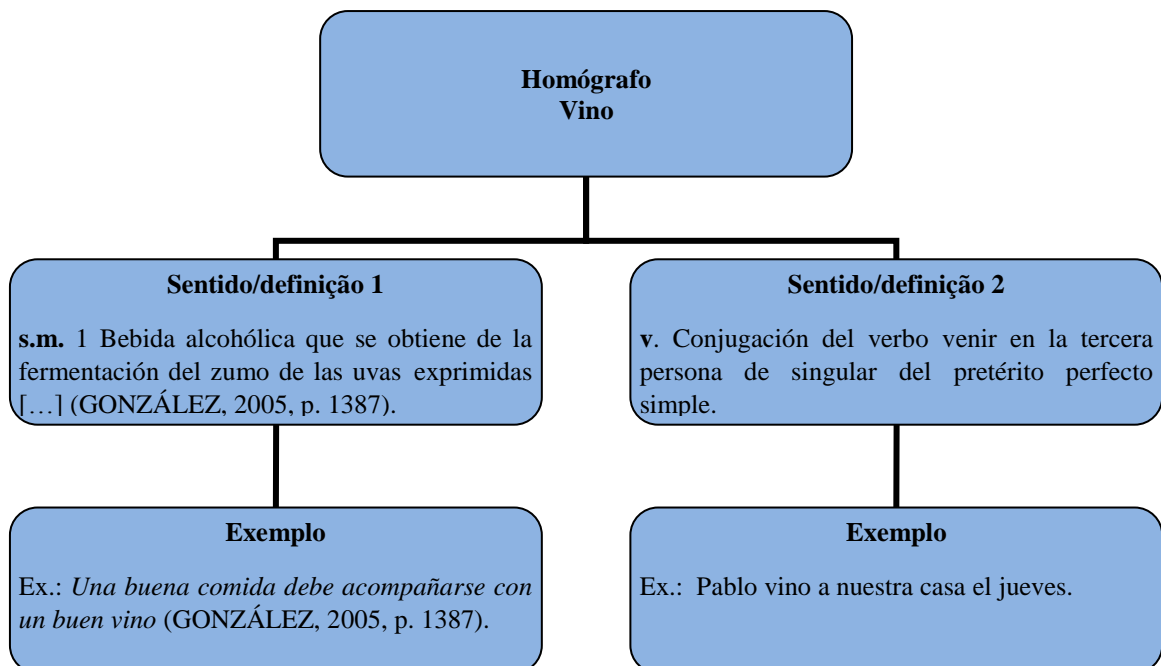 Homógrafo
Vino
Sentido/definição 1
s.m. 1 Bebida alcohólica que se obtiene de la
fermentación del zumo de las uvas exprimidas
[…] (GONZÁLEZ, 2005, p. 1387).
Sentido/definição 2
v. Conjugación del verbo venir en la tercera
persona de singular del pretérito perfecto
simple.
Exemplo
Ex.: Una buena comida debe acompañarse con
un buen vino (GONZÁLEZ, 2005, p. 1387).
Exemplo
Ex.: Pablo vino a nuestra casa el jueves.